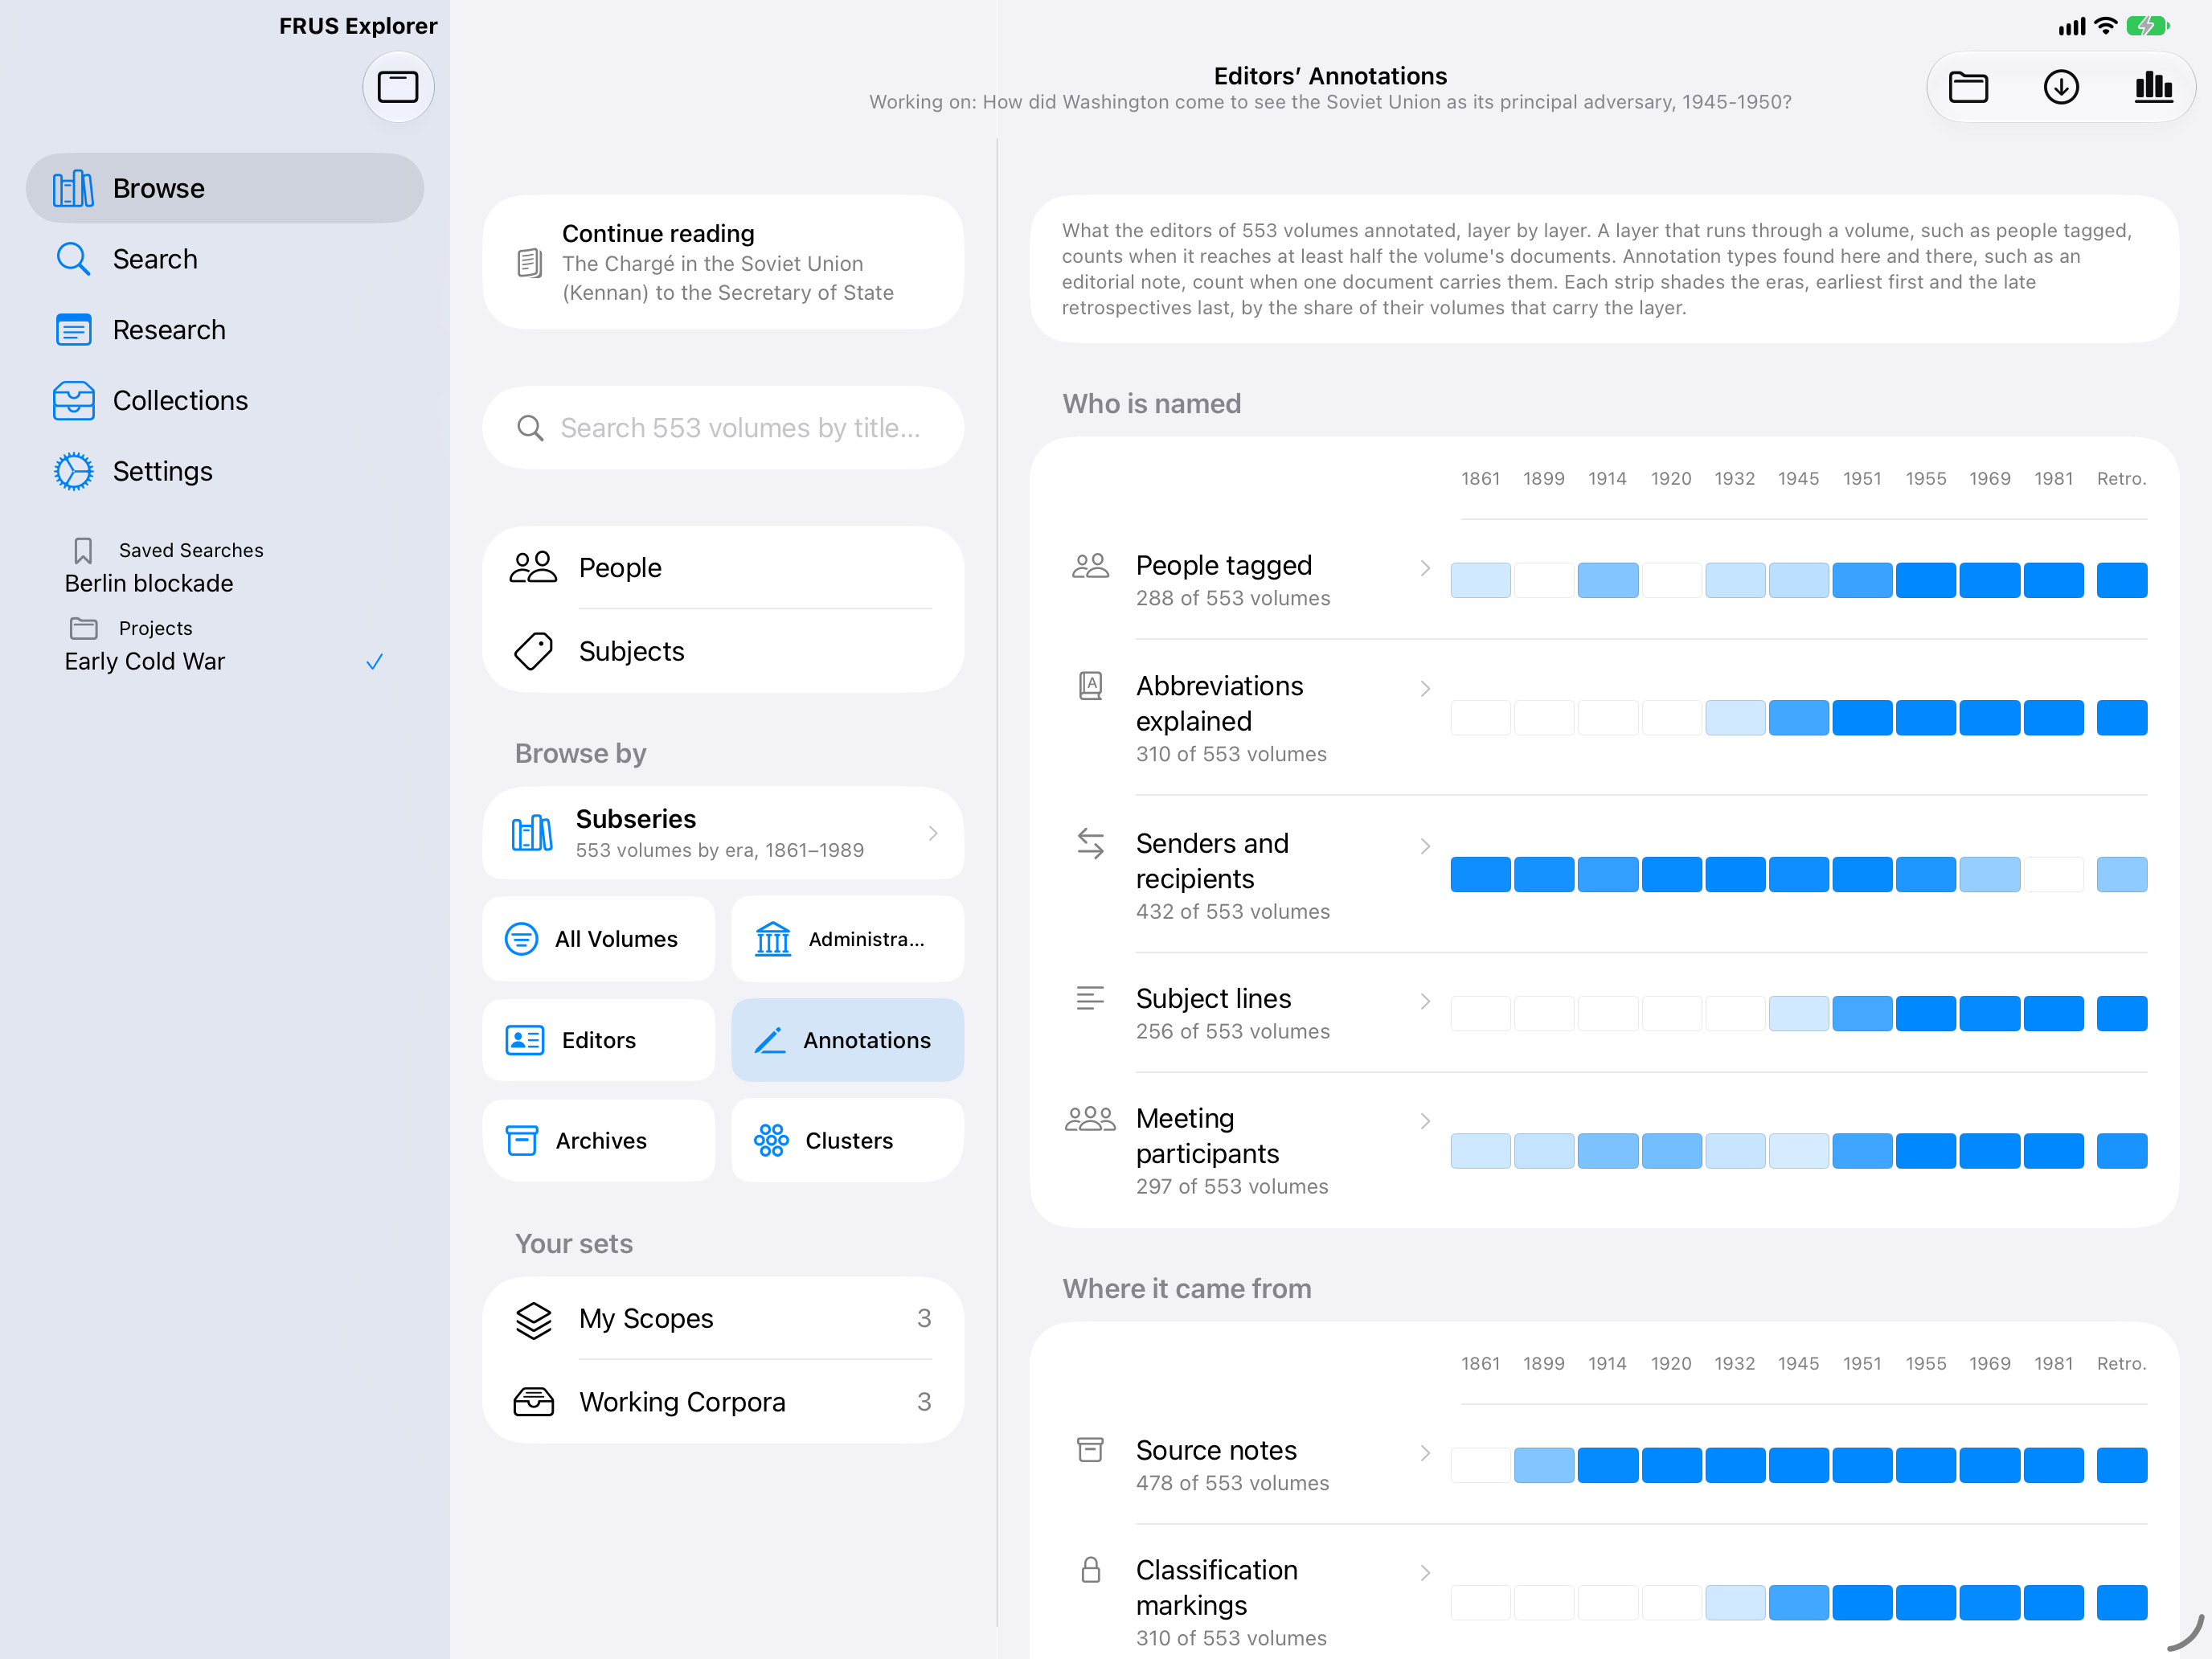 FRUS Explorer
Browse
Search
Research
Collections
Settings
Saved Searches
Berlin blockade
Projects
Early Cold War
Continue reading
The Chargé in the Soviet Union
(Kennan) to the Secretary of State
Search 553 volumes by title...
People
Subjects
Browse by
Subseries
553 volumes by era, 1861–1989
All Volumes
Administra...
Editors
Annotations
Archives
Clusters
Your sets
My Scopes 3
Working Corpora 3
Editors’ Annotations
Working on: How did Washington come to see the Soviet Union as its principal adversary, 1945-1950?
What the editors of 553 volumes annotated, layer by layer. A layer that runs through a volume, such as people tagged,
counts when it reaches at least half the volume's documents. Annotation types found here and there, such as an
editorial note, count when one document carries them. Each strip shades the eras, earliest first and the late
retrospectives last, by the share of their volumes that carry the layer.
Who is named
1861 1899 1914 1920 1932 1945 1951 1955 1969 1981 Retro.
People tagged
288 of 553 volumes
Abbreviations
explained
310 of 553 volumes
Senders and
recipients
432 of 553 volumes
Subject lines
256 of 553 volumes
Meeting
participants
297 of 553 volumes
Where it came from
1861 1899 1914 1920 1932 1945 1951 1955 1969 1981 Retro.
Source notes
478 of 553 volumes
Classification
markings
310 of 553 volumes